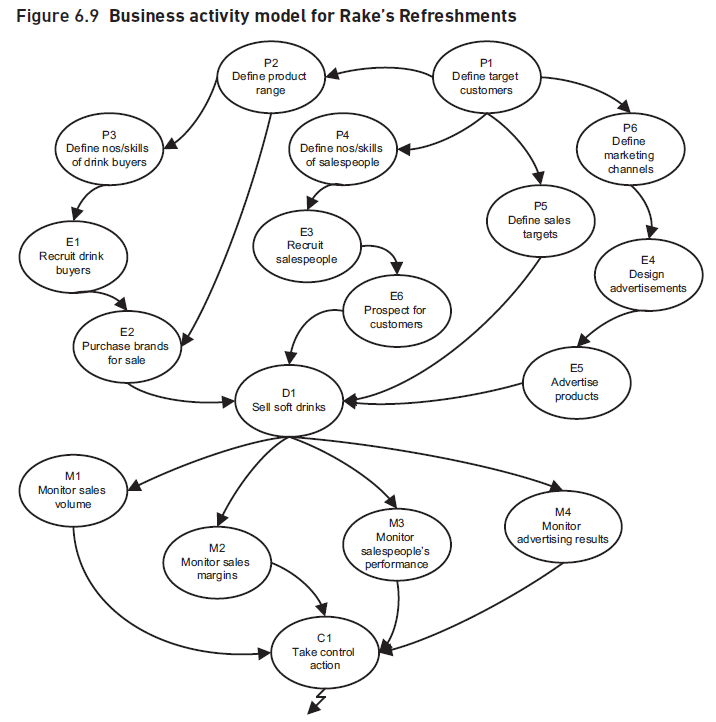 Figure 6.9 Business activity model for Rake’s Refreshments
P2
Define product
range
P1
Define target
customers
P3
Define nos/skills
of drink buyers
P4
Define nos/skills
of salespeople
P6
Define
marketing
channels
P5
Define sales
targets
E1
Recruit drink
buyers
E3
Recruit
salespeople
E4
Design
advertisements
E6
Prospect for
customers
E2
Purchase brands
for sale
E5
Advertise
products
D1
Sell soft drinks
M1
Monitor sales
volume
M2
Monitor sales
margins
M3
Monitor
salespeople’s
performance
M4
Monitor
advertising results
C1
Take control
action